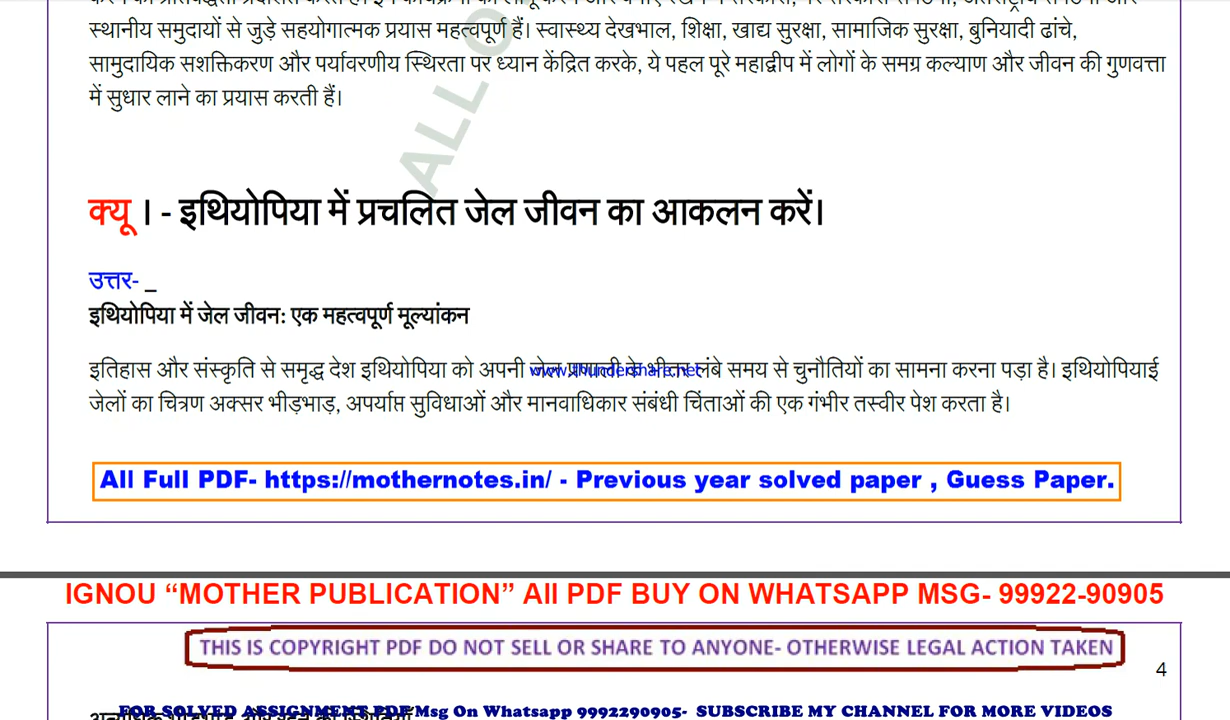 स्थानीय समुदायों से जुड़े सहयोगात्मक प्रयास महत्वपूर्ण हैं। स्वास्थ्य देखभाल, शिक्षा, खाद्य सुरक्षा, सामाजिक सुरक्षा, बुनियादी ढांचे,
सामुदायिक सशक्तिकरण और पर्यावरणीय स्थिरता पर ध्यान केंद्रित करके, ये पहल पूरे महाद्वीप में लोगों के समग्र कल्याण और जीवन की गुणवत्ता
में सुधार लाने का प्रयास करती हैं।
ALL O
क्यू । - इथियोपिया में प्रचलित जेल जीवन का आकलन करें।
उत्तर- _
इथियोपिया में जेल जीवन: एक महत्वपूर्ण मूल्यांकन
इतिहास और संस्कृति से समृद्ध देश इथियोपिया को अपनी जेल प्रणाली के भीतर लंबे समय से चुनौतियों का सामना करना पड़ा है। इथियोपियाई
www.thundershare.net
जेलों का चित्रण अक्सर भीड़भाड़, अपर्याप्त सुविधाओं और मानवाधिकार संबंधी चिंताओं की एक गंभीर तस्वीर पेश करता है।
All Full PDF- https://mothernotes.in/ - Previous year solved paper , Guess Paper.
IGNOU “MOTHER PUBLICATION” All PDF BUY ON WHATSAPP MSG- 99922-90905
THIS IS COPYRIGHT PDF DO NOT SELL OR SHARE TO ANYONE- OTHERWISE LEGAL ACTION TAKEN
4
FOR SOLVED ASSIGNMENT PDF Msg On Whatsapp 9992290905- SUBSCRIBE MY CHANNEL FOR MORE VIDEOS